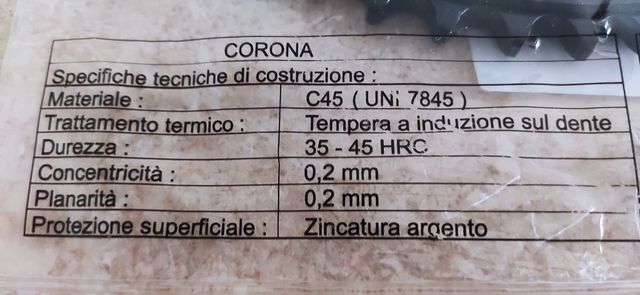 CORONA
Specifiche tecniche di costruzione :
Materiale : C45 ( UNi 7845 )
Trattamento termico : Tempera a induzione sul dente
Durezza : 35 - 45 HRC
Concentricità : 0,2 mm
Planarità : 0,2 mm
Protezione superficiale : Zincatura argento